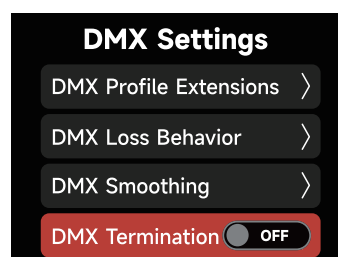 DMX Settings
DMX Profile Extensions
DMX Loss Behavior
DMX Smoothing
DMX Termination OFF